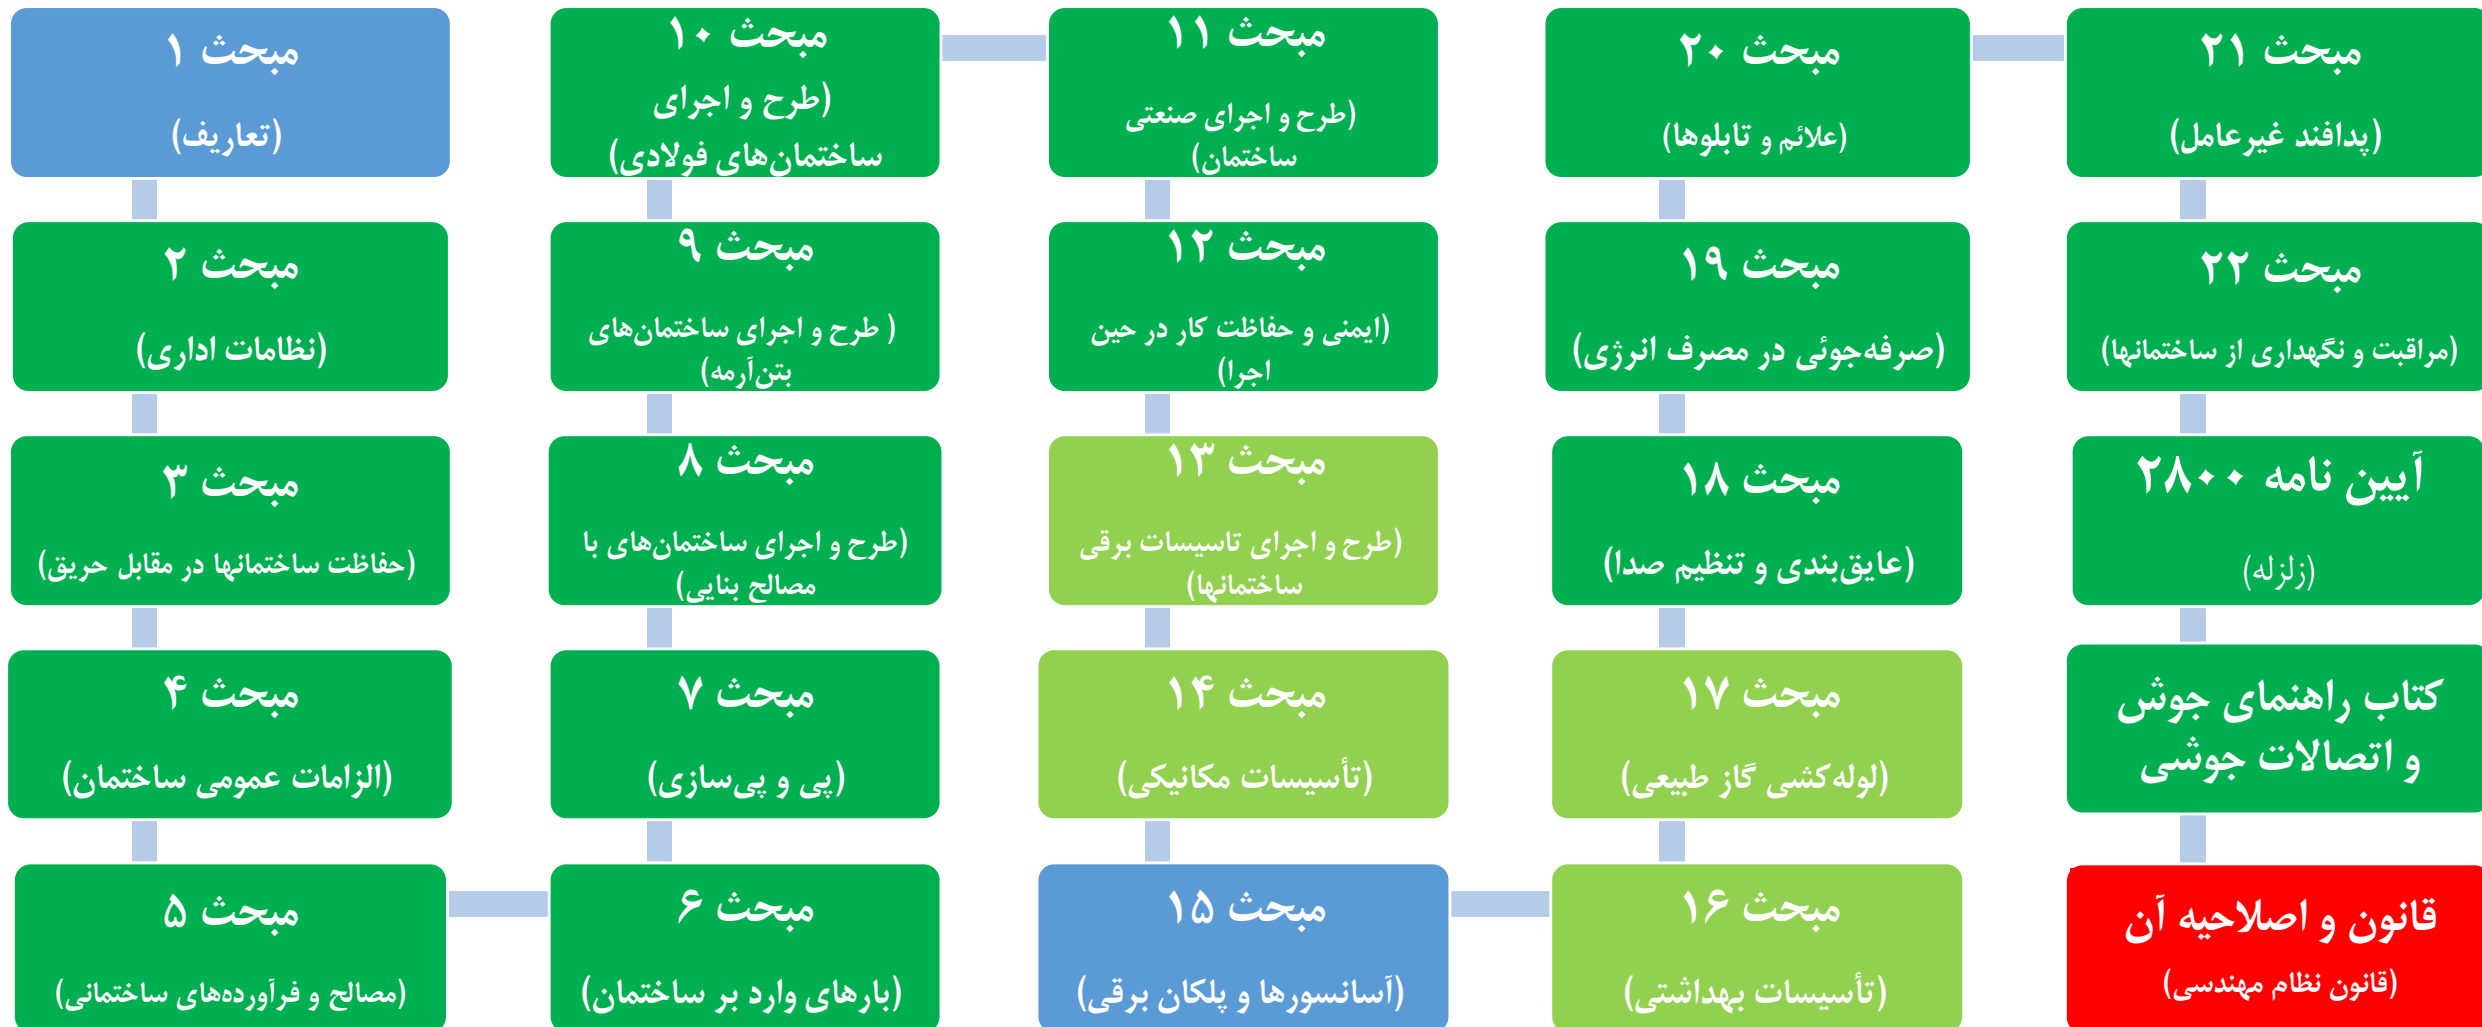 مبحث ۱
(تعاریف)
مبحث ۲
(نظامات اداری)
مبحث ۳
(حفاظت ساختمانها در مقابل حریق)
مبحث ۴
(الزامات عمومی ساختمان)
مبحث ۵
(مصالح و فرآورده‌های ساختمانی)
مبحث ۶
(بارهای وارد بر ساختمان)
مبحث ۷
(پی و پی‌سازی)
مبحث ۸
(طرح و اجرای ساختمان‌های با
مصالح بنایی)
مبحث ۹
( طرح و اجرای ساختمان‌های
بتن‌آرمه)
مبحث ۱۰
(طرح و اجرای
ساختمان‌های فولادی)
مبحث ۱۱
(طرح و اجرای صنعتی
ساختمان)
مبحث ۱۲
(ایمنی و حفاظت کار در حین
اجرا)
مبحث ۱۳
(طرح و اجرای تاسیسات برقی
ساختمانها)
مبحث ۱۴
(تأسیسات مکانیکی)
مبحث ۱۵
(آسانسورها و پلکان برقی)
مبحث ۱۶
(تأسیسات بهداشتی)
مبحث ۱۷
(لوله‌کشی گاز طبیعی)
مبحث ۱۸
(عایق‌بندی و تنظیم صدا)
مبحث ۱۹
(صرفه‌جوئی در مصرف انرژی)
مبحث ۲۰
(علائم و تابلوها)
مبحث ۲۱
(پدافند غیرعامل)
مبحث ۲۲
(مراقبت و نگهداری از ساختمانها)
آیین نامه ۲۸۰۰
(زلزله)
کتاب راهنمای جوش
و اتصالات جوشی
قانون و اصلاحیه آن
(قانون نظام مهندسی)